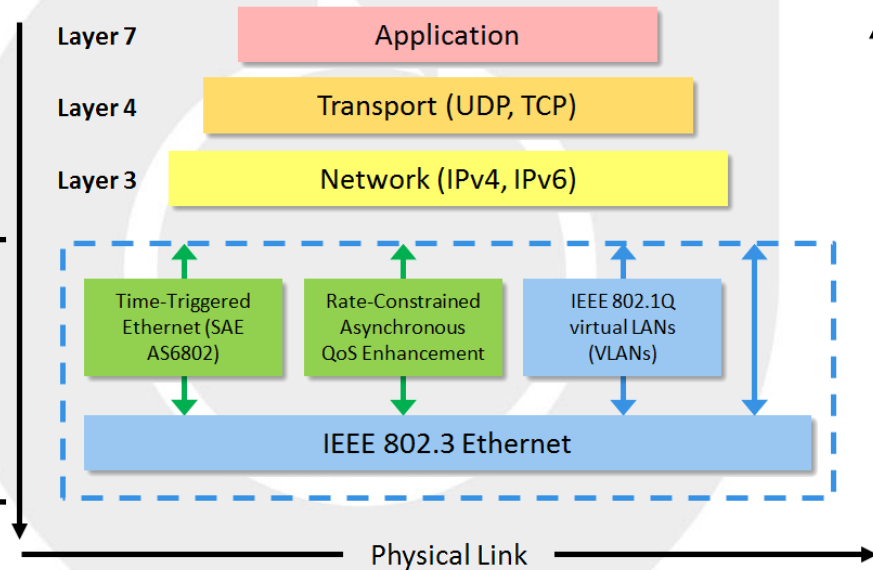 Layer 7
Application
Layer 4
Transport (UDP, TCP)
Layer 3
Network (IPv4, IPv6)
Time-Triggered
Ethernet (SAE
AS6802)
Rate-Constrained
Asynchronous
QoS Enhancement
IEEE 802.1Q
virtual LANs
(VLANs)
IEEE 802.3 Ethernet
Physical Link